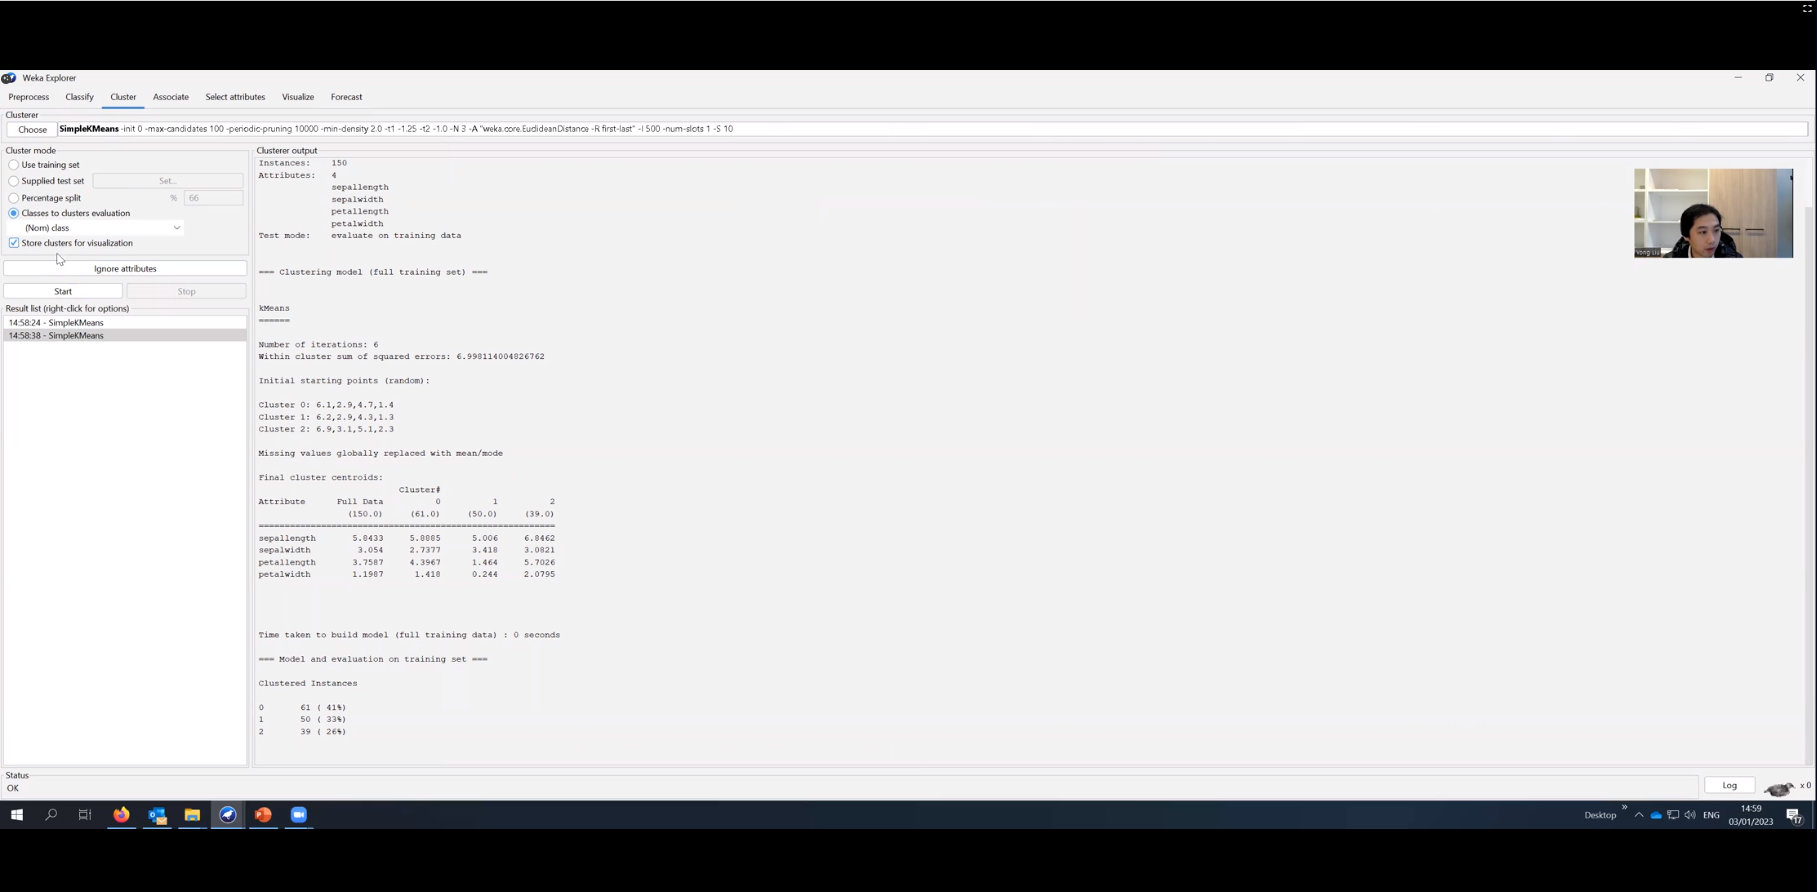 Weka Explorer
Preprocess Classify Cluster Associate Select attributes Visualize Forecast
Clusterer
Choose SimpleKMeans -init 0 -max-candidates 100 -periodic-pruning 10000 -min-density 2.0 -t1 -1.25 -t2 -1.0 -N 3 -A "weka.core.EuclideanDistance -R first-last" -I 500 -num-slots 1 -S 10
Cluster mode
Use training set
Supplied test set Set...
Percentage split % 66
Classes to clusters evaluation
(Nom) class
Store clusters for visualization
Ignore attributes
Start Stop
Result list (right-click for options)
14:58:24 - SimpleKMeans
14:58:38 - SimpleKMeans
Clusterer output
Instances: 150
Attributes: 4
sepallength
sepalwidth
petallength
petalwidth
Test mode: evaluate on training data
=== Clustering model (full training set) ===
kMeans
======
Number of iterations: 6
Within cluster sum of squared errors: 6.998114004826762
Initial starting points (random):
Cluster 0: 6.1,2.9,4.7,1.4
Cluster 1: 6.2,2.9,4.3,1.3
Cluster 2: 6.9,3.1,5.1,2.3
Missing values globally replaced with mean/mode
Final cluster centroids:
Cluster#
Attribute Full Data 0 1 2
(150.0) (61.0) (50.0) (39.0)
==========================================================
sepallength 5.8433 5.8885 5.006 6.8462
sepalwidth 3.054 2.7377 3.418 3.0821
petallength 3.7587 4.3967 1.464 5.7026
petalwidth 1.1987 1.418 0.244 2.0795
Time taken to build model (full training data) : 0 seconds
=== Model and evaluation on training set ===
Clustered Instances
0 61 ( 41%)
1 50 ( 33%)
2 39 ( 26%)
Yong Liu
Status
OK
Log x 0
Desktop » ENG 14:59
03/01/2023
17